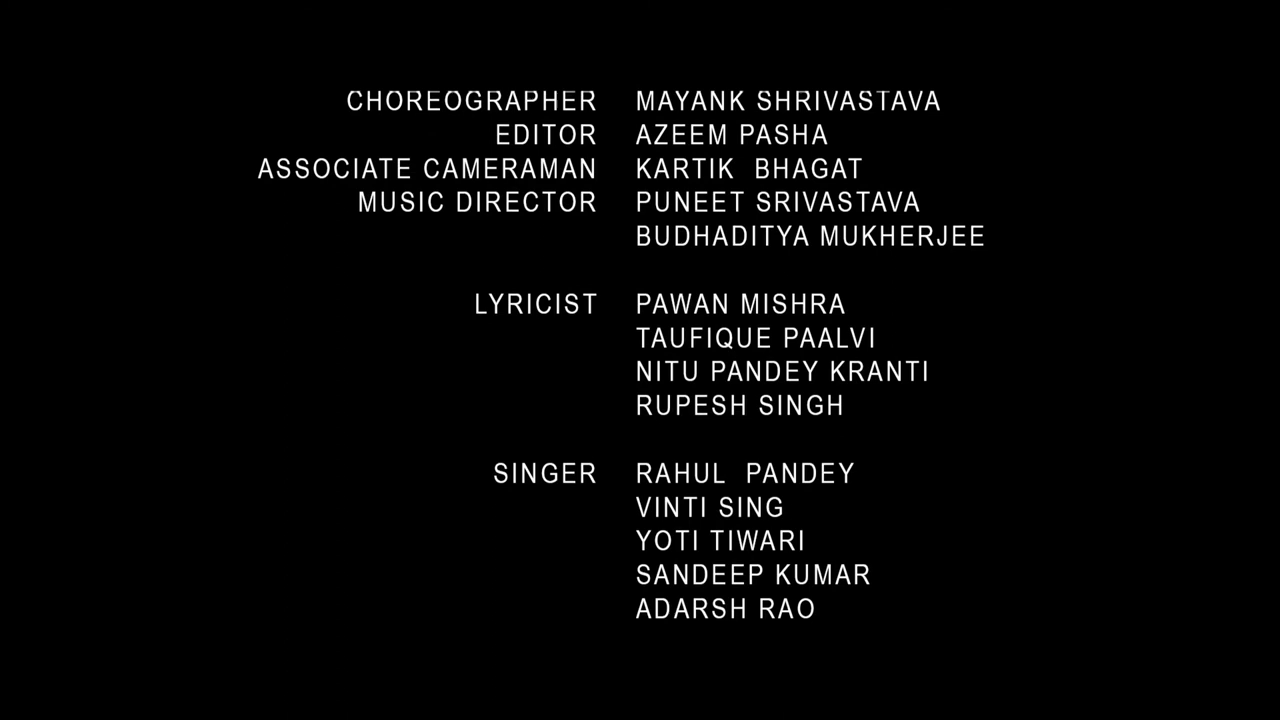 CHOREOGRAPHER MAYANK SHRIVASTAVA
EDITOR AZEEM PASHA
ASSOCIATE CAMERAMAN KARTIK BHAGAT
MUSIC DIRECTOR PUNEET SRIVASTAVA
BUDHADITYA MUKHERJEE
LYRICIST PAWAN MISHRA
TAUFIQUE PAALVI
NITU PANDEY KRANTI
RUPESH SINGH
SINGER RAHUL PANDEY
VINTI SING
YOTI TIWARI
SANDEEP KUMAR
ADARSH RAO